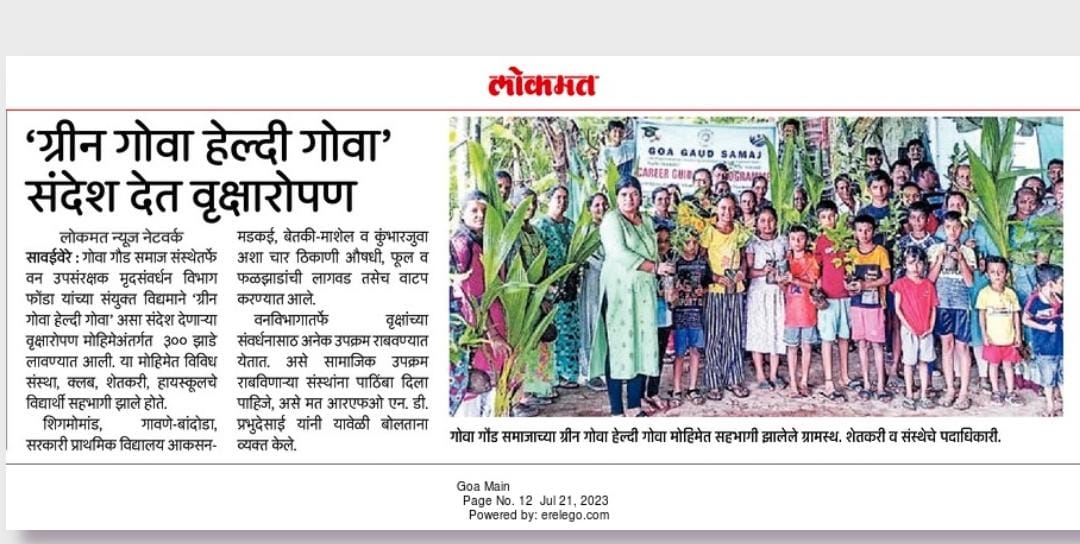 लोकमत
‘ग्रीन गोवा हेल्दी गोवा’
संदेश देत वृक्षारोपण
लोकमत न्यूज नेटवर्क
सावईवेरे : गोवा गौड समाज संस्थेतर्फे
वन उपसंरक्षक मृदसंवर्धन विभाग
फोंडा यांच्या संयुक्त विद्यमाने ‘ग्रीन
गोवा हेल्दी गोवा’ असा संदेश देणाऱ्या
वृक्षारोपण मोहिमेअंतर्गत ३०० झाडे
लावण्यात आली. या मोहिमेत विविध
संस्था, क्लब, शेतकरी, हायस्कूलचे
विद्यार्थी सहभागी झाले होते.
शिगमोमांड, गावणे-बांदोडा,
सरकारी प्राथमिक विद्यालय आकसन-
मडकई, बेतकी-माशेल व कुंभारजुवा
अशा चार ठिकाणी औषधी, फूल व
फळझाडांची लागवड तसेच वाटप
करण्यात आले.
वनविभागातर्फे वृक्षांच्या
संवर्धनासाठ अनेक उपक्रम राबवण्यात
येतात. असे सामाजिक उपक्रम
राबविणाऱ्या संस्थांना पाठिंबा दिला
पाहिजे, असे मत आरएफओ एन. डी.
प्रभुदेसाई यांनी यावेळी बोलताना
व्यक्त केले.
GOA GAUD SAMAJ
CAREER GUID PROGRAMME
गोवा गोंड समाजाच्या ग्रीन गोवा हेल्दी गोवा मोहिमेत सहभागी झालेले ग्रामस्थ. शेतकरी व संस्थेचे पदाधिकारी.
Goa Main
Page No. 12 Jul 21, 2023
Powered by: erelego.com